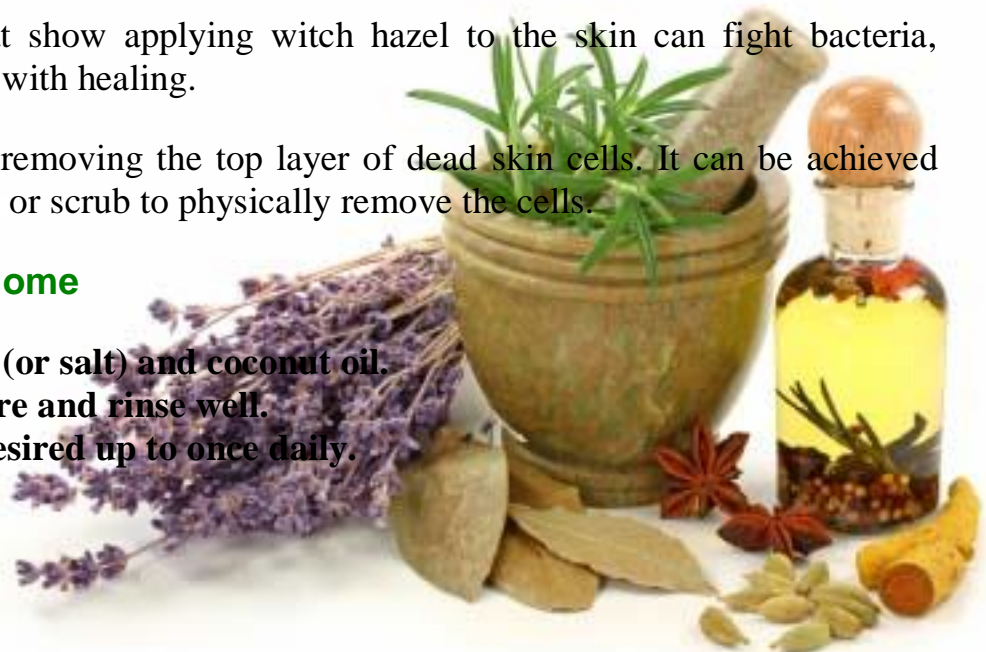 t show applying witch hazel to the skin can fight bacteria,
with healing.
removing the top layer of dead skin cells. It can be achieved
or scrub to physically remove the cells.
ome
(or salt) and coconut oil.
re and rinse well.
esired up to once daily.